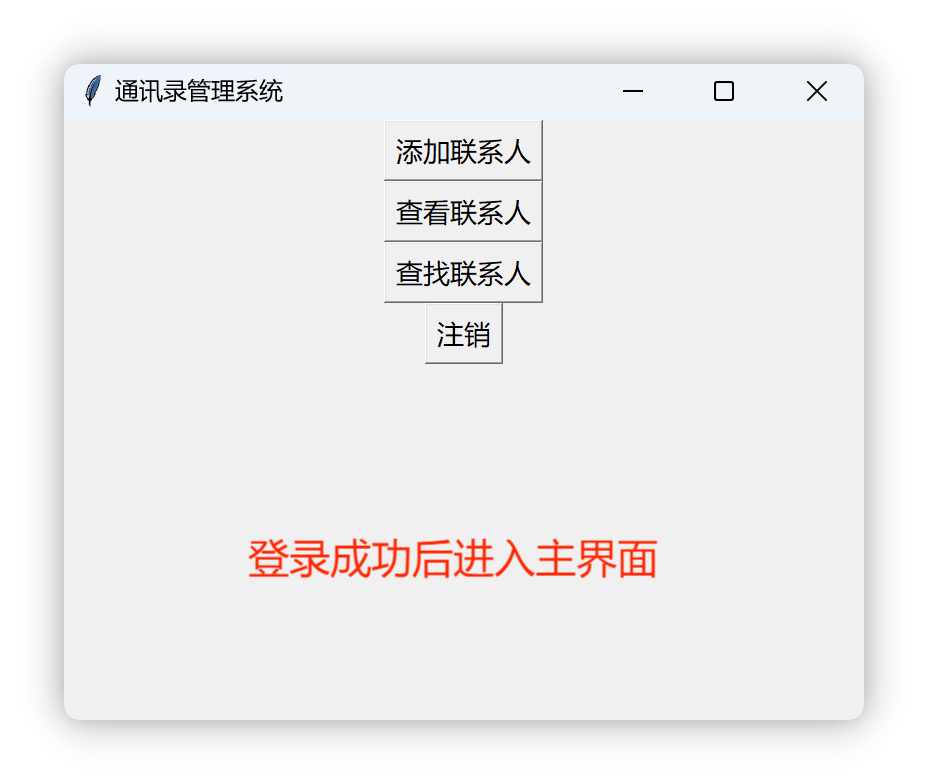 通讯录管理系统
添加联系人
查看联系人
查找联系人
注销
登录成功后进入主界面